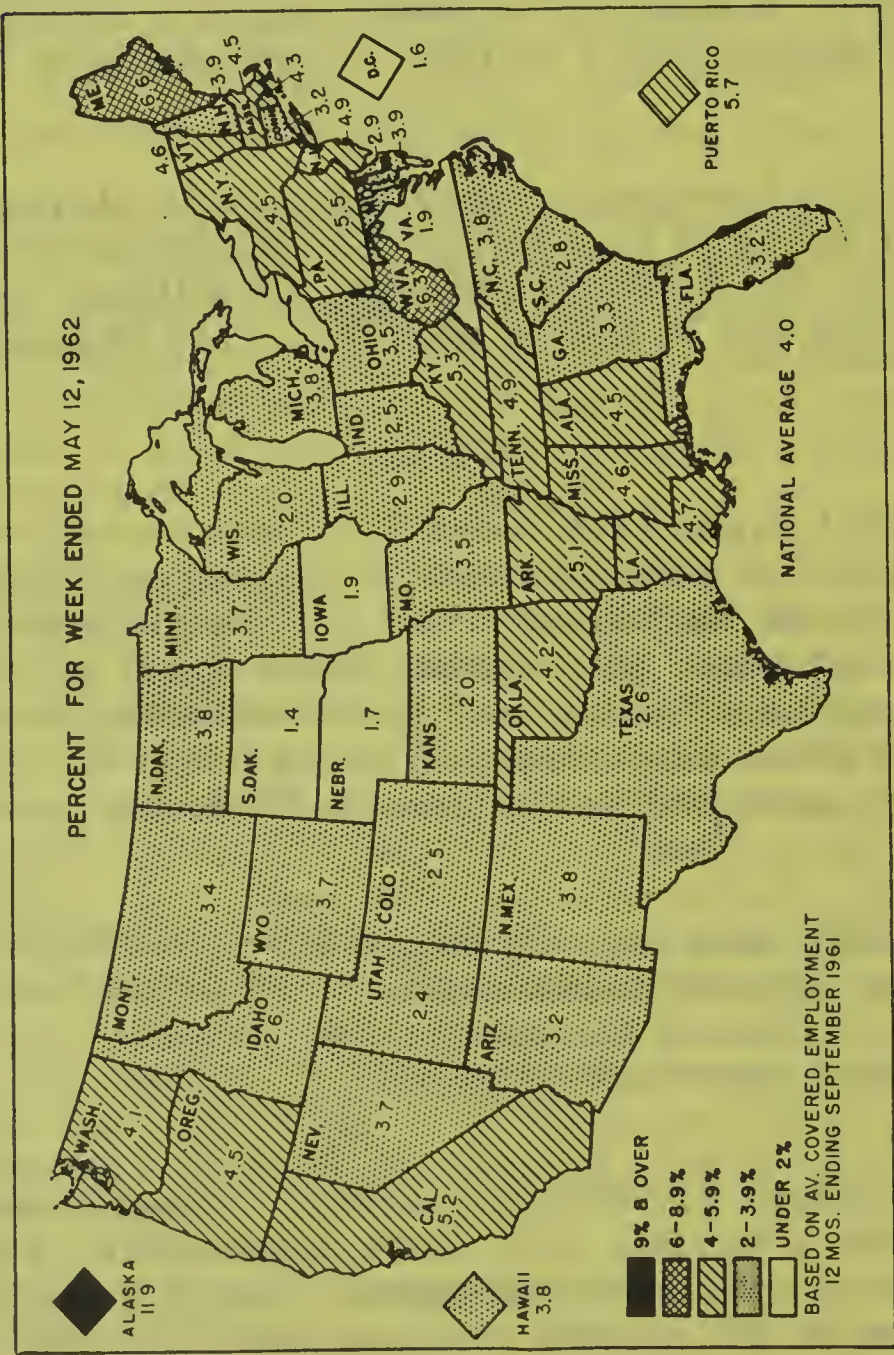 PERCENT FOR WEEK ENDED MAY 12, 1962
ALASKA
11 9
WASH.
4.1
OREG.
4.5
CAL.
5.2
NEV.
3.7
IDAHO
2.6
MONT.
3.4
WYO
3.7
UTAH
2.4
COLO
2.5
ARIZ
3.2
N.MEX.
3.8
N.DAK.
3.8
S.DAK.
1.4
NEBR.
1.7
KANS
2.0
OKLA.
4.2
TEXAS
2.6
MINN.
3.7
IOWA
1.9
MO.
3.5
ARK.
5.1
LA.
4.7
WIS.
2.0
ILL.
2.9
MICH.
3.8
IND
2.5
OHIO
3.5
KY.
5.3
TENN.
4.9
MISS.
4.6
ALA.
4.5
GA
3.3
FLA.
3.2
S.C.
2.8
N.C.
3.8
VA.
1.9
W.VA.
6.3
PA.
5.5
N.Y.
4.5
VT.
4.6
N.H.
3.9
ME.
6.6
MASS.
4.5
CONN.
4.3
3.2
N.J.
4.9
2.9
3.9
D.C.
1.6
PUERTO RICO
5.7
HAWAII
3.8
NATIONAL AVERAGE 4.0
9% & OVER
6-8.9%
4-5.9%
2-3.9%
UNDER 2%
BASED ON AV. COVERED EMPLOYMENT
12 MOS. ENDING SEPTEMBER 1961